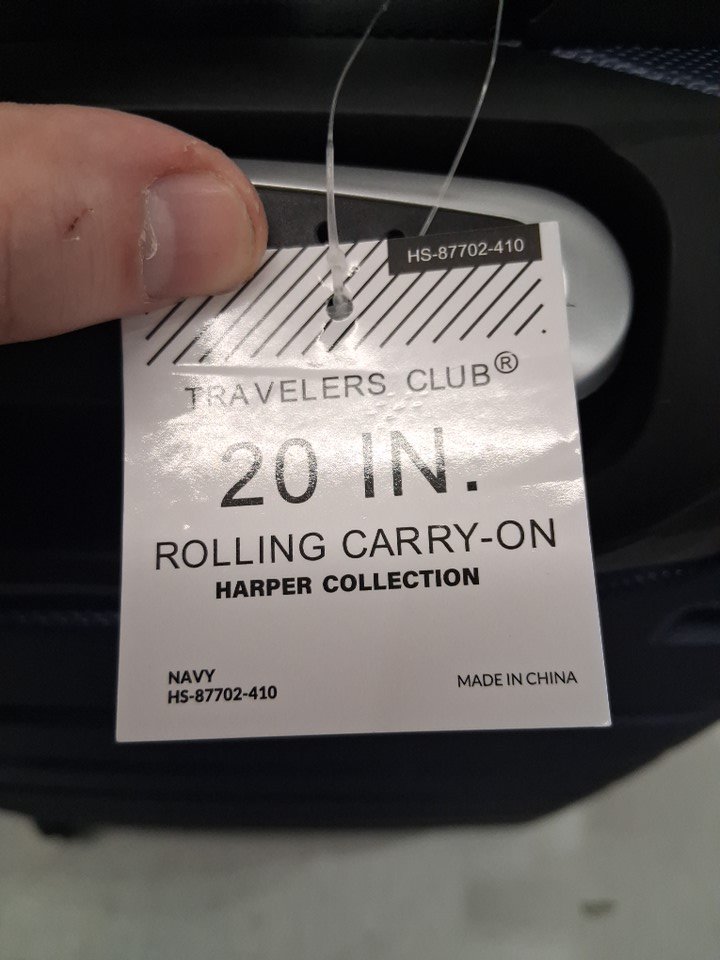 HS-87702-410
TRAVELERS CLUB®
20 IN.
ROLLING CARRY-ON
HARPER COLLECTION
NAVY
HS-87702-410
MADE IN CHINA